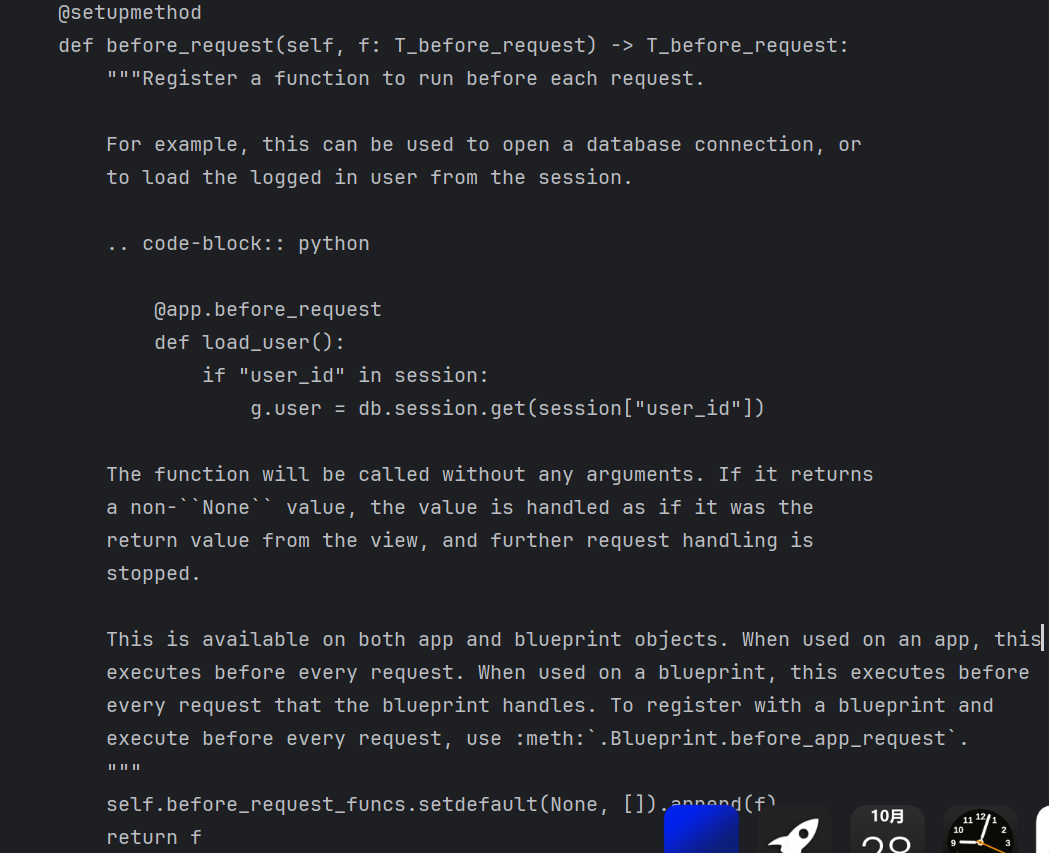 @setupmethod
def before_request(self, f: T_before_request) -> T_before_request:
"""Register a function to run before each request.
For example, this can be used to open a database connection, or
to load the logged in user from the session.
.. code-block:: python
@app.before_request
def load_user():
if "user_id" in session:
g.user = db.session.get(session["user_id"])
The function will be called without any arguments. If it returns
a non-``None`` value, the value is handled as if it was the
return value from the view, and further request handling is
stopped.
This is available on both app and blueprint objects. When used on an app, this
executes before every request. When used on a blueprint, this executes before
every request that the blueprint handles. To register with a blueprint and
execute before every request, use :meth:`.Blueprint.before_app_request`.
"""
self.before_request_funcs.setdefault(None, []).append(f)
return f
10月
28
11 12 1
10 2
9 3